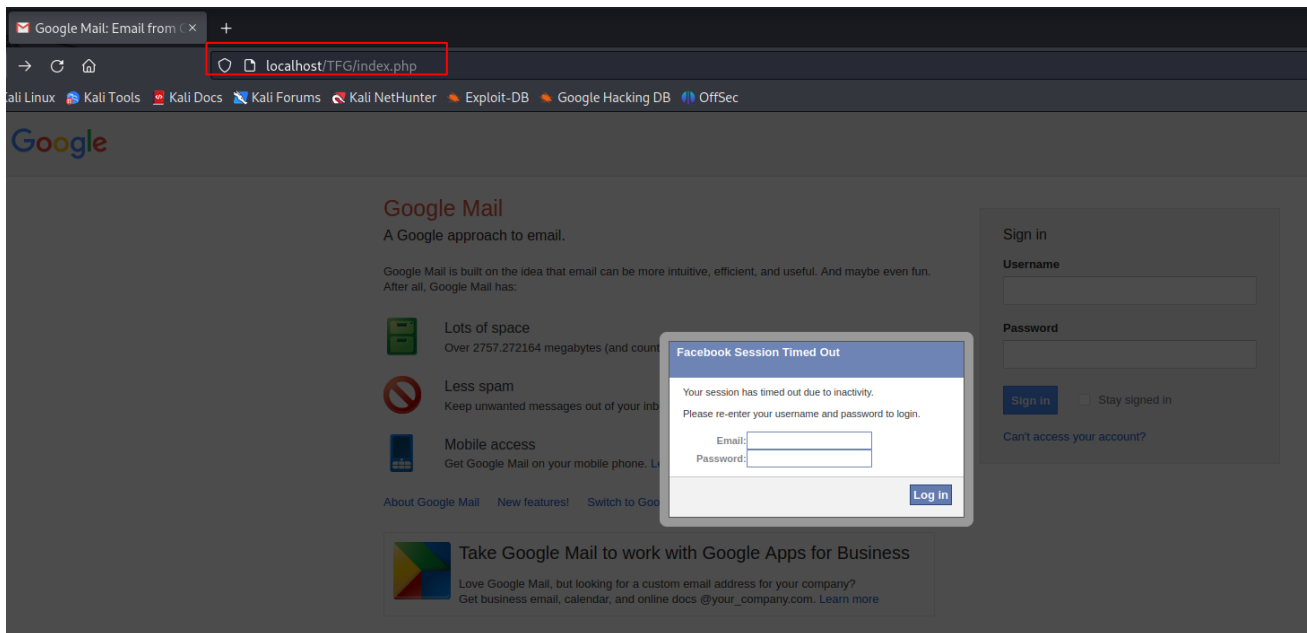 Google Mail: Email from G
localhost/TFG/index.php
Kali Linux Kali Tools Kali Docs Kali Forums Kali NetHunter Exploit-DB Google Hacking DB OffSec
Google
Google Mail
A Google approach to email.
Google Mail is built on the idea that email can be more intuitive, efficient, and useful. And maybe even fun.
After all, Google Mail has:
Lots of space
Over 2757.272164 megabytes (and count
Less spam
Keep unwanted messages out of your inb
Mobile access
Get Google Mail on your mobile phone.
About Google Mail New features! Switch to Goo
Take Google Mail to work with Google Apps for Business
Love Google Mail, but looking for a custom email address for your company?
Get business email, calendar, and online docs @your_company.com. Learn more
Facebook Session Timed Out
Your session has timed out due to inactivity.
Please re-enter your username and password to login.
Email:
Password:
Log in
Sign in
Username
Password
Sign in Stay signed in
Can't access your account?